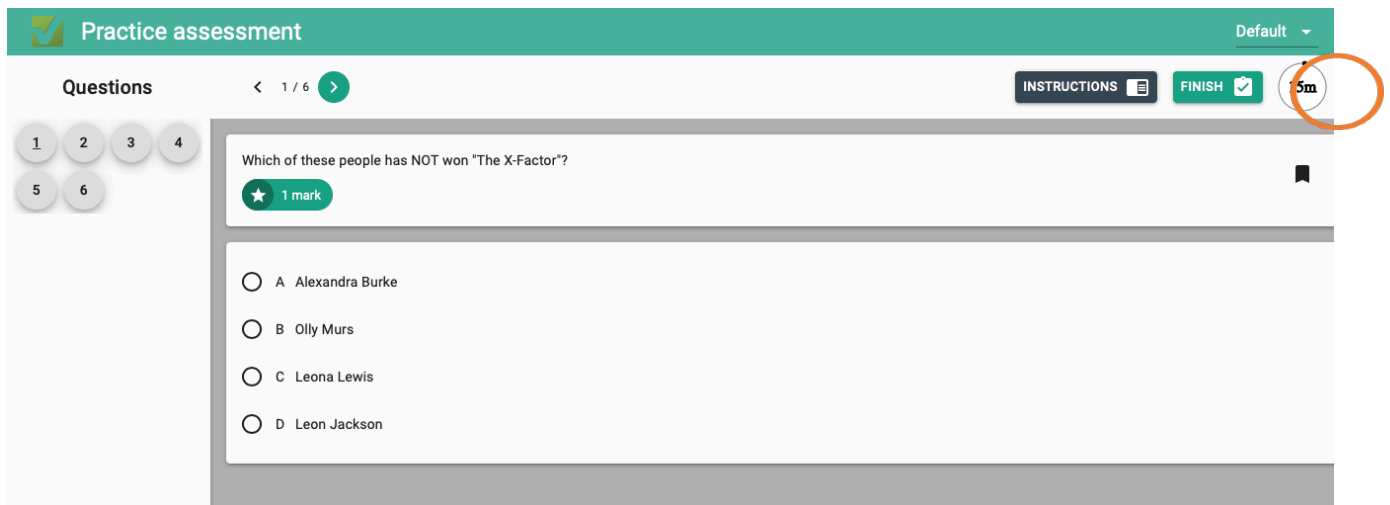 Practice assessment
Default
Questions
1 / 6
INSTRUCTIONS
FINISH
15m
1 2 3 4
5 6
Which of these people has NOT won "The X-Factor"?
1 mark
A Alexandra Burke
B Olly Murs
C Leona Lewis
D Leon Jackson